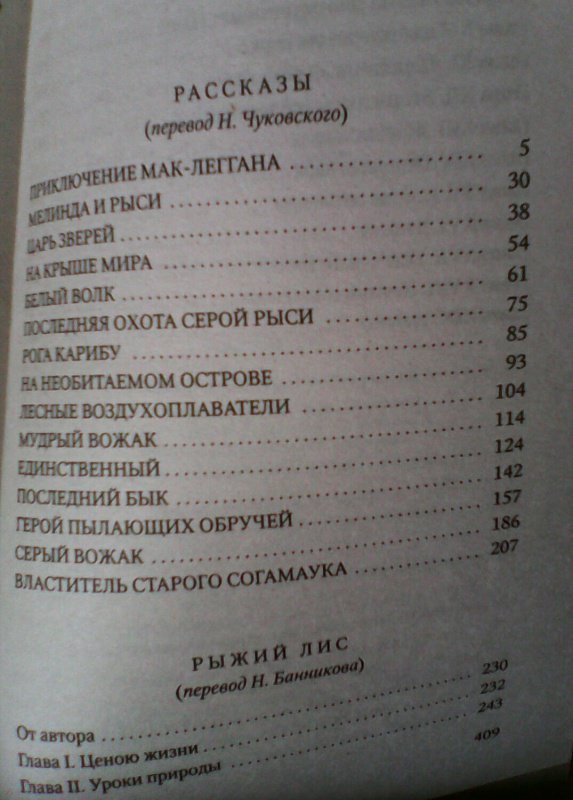 РАССКАЗЫ
(перевод Н. Чуковского)
ПРИКЛЮЧЕНИЕ МАК-ЛЕГГАНА 5
МЕЛИНДА И РЫСИ 30
ЦАРЬ ЗВЕРЕЙ 38
НА КРЫШЕ МИРА 54
БЕЛЫЙ ВОЛК 61
ПОСЛЕДНЯЯ ОХОТА СЕРОЙ РЫСИ 75
РОГА КАРИБУ 85
НА НЕОБИТАЕМОМ ОСТРОВЕ 93
ЛЕСНЫЕ ВОЗДУХОПЛАВАТЕЛИ 104
МУДРЫЙ ВОЖАК 114
ЕДИНСТВЕННЫЙ 124
ПОСЛЕДНИЙ БЫК 142
ГЕРОЙ ПЫЛАЮЩИХ ОБРУЧЕЙ 157
СЕРЫЙ ВОЖАК 186
ВЛАСТИТЕЛЬ СТАРОГО СОГАМАУКА 207
РЫЖИЙ ЛИС
(перевод Н. Банникова)
От автора 230
Глава I. Ценою жизни 232
Глава II. Уроки природы 243
409